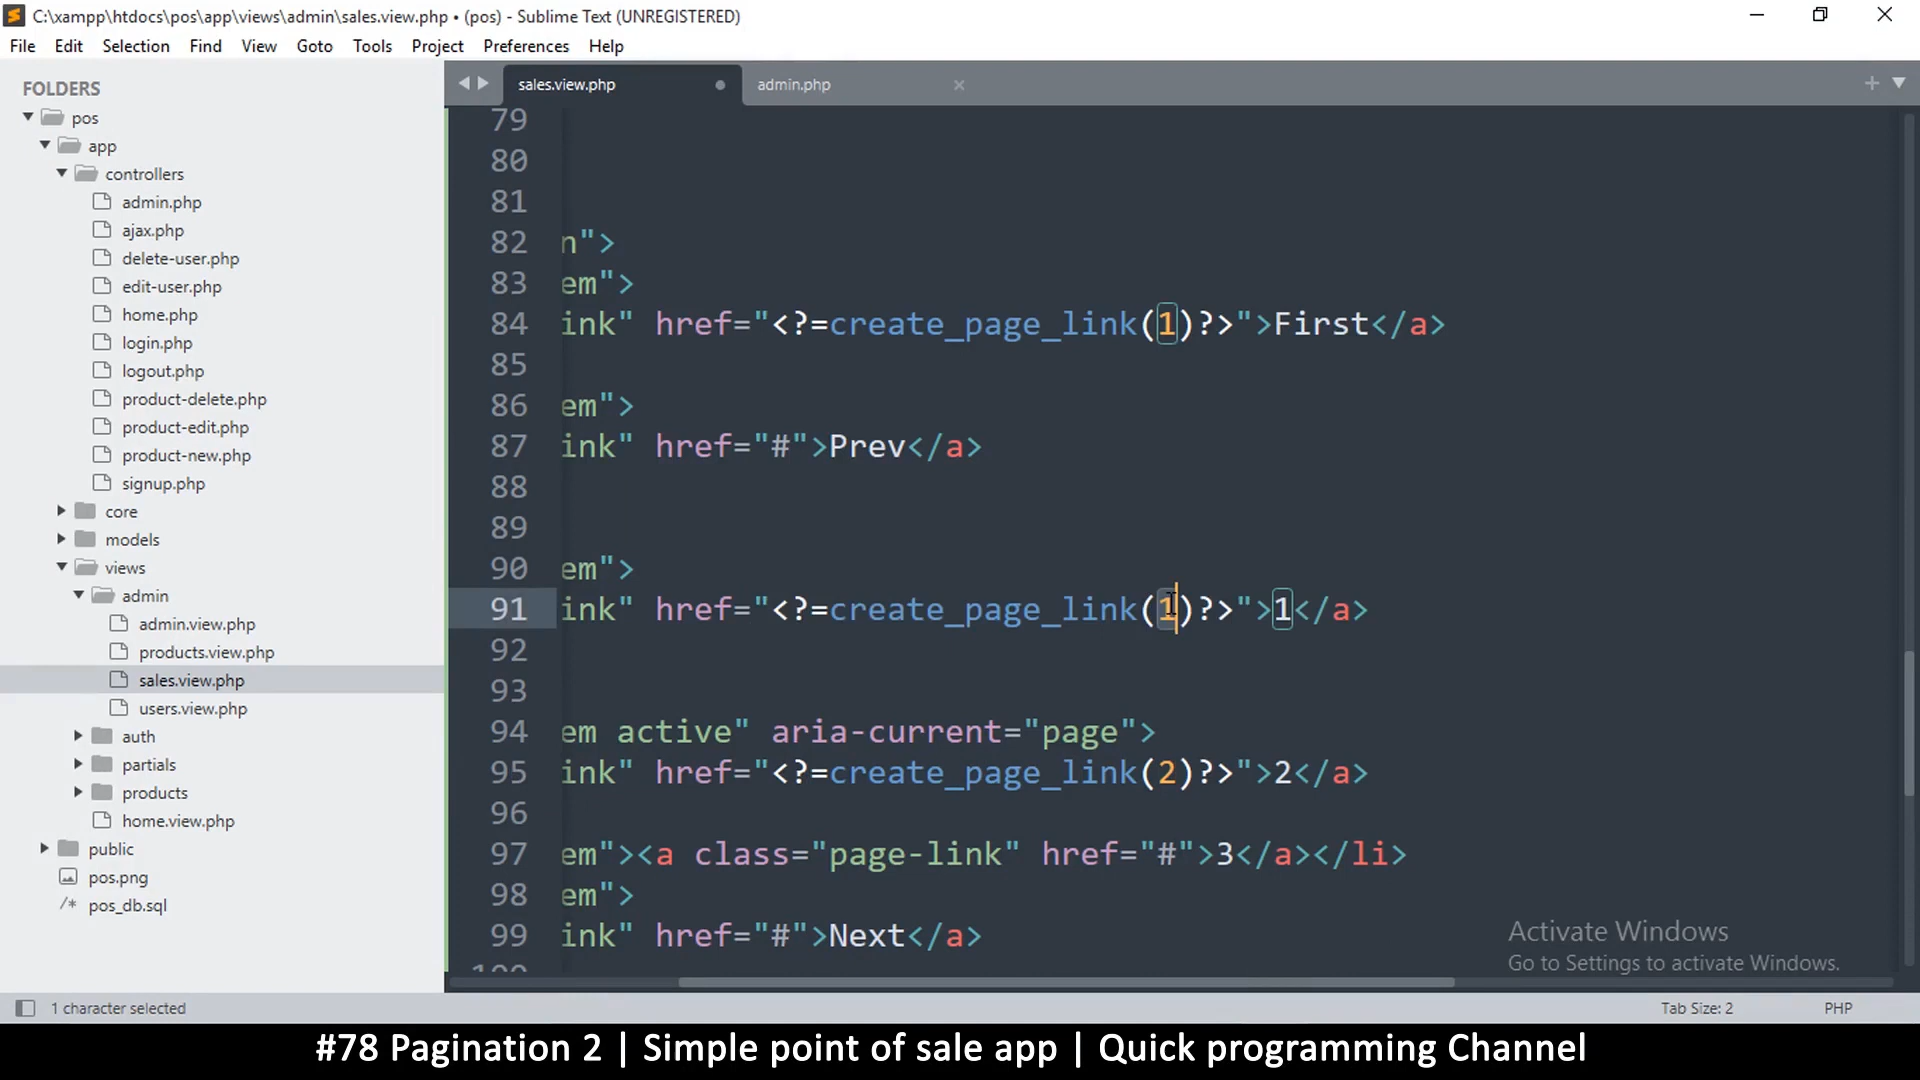 C:\xampp\htdocs\pos\app\views\admin\sales.view.php • (pos) - Sublime Text (UNREGISTERED)
File Edit Selection Find View Goto Tools Project Preferences Help
FOLDERS
pos
app
controllers
admin.php
ajax.php
delete-user.php
edit-user.php
home.php
login.php
logout.php
product-delete.php
product-edit.php
product-new.php
signup.php
core
models
views
admin
admin.view.php
products.view.php
sales.view.php
users.view.php
auth
partials
products
home.view.php
public
pos.png
/* pos_db.sql
sales.view.php
admin.php
79
80
81
82 n">
83 em">
84 ink" href="<?=create_page_link(1)?>">First</a>
85
86 em">
87 ink" href="#">Prev</a>
88
89
90 em">
91 ink" href="<?=create_page_link(1)?>">1</a>
92
93
94 em active" aria-current="page">
95 ink" href="<?=create_page_link(2)?>">2</a>
96
97 em"><a class="page-link" href="#">3</a></li>
98 em">
99 ink" href="#">Next</a>
100
Activate Windows
Go to Settings to activate Windows.
1 character selected
Tab Size: 2
PHP
#78 Pagination 2 | Simple point of sale app | Quick programming Channel